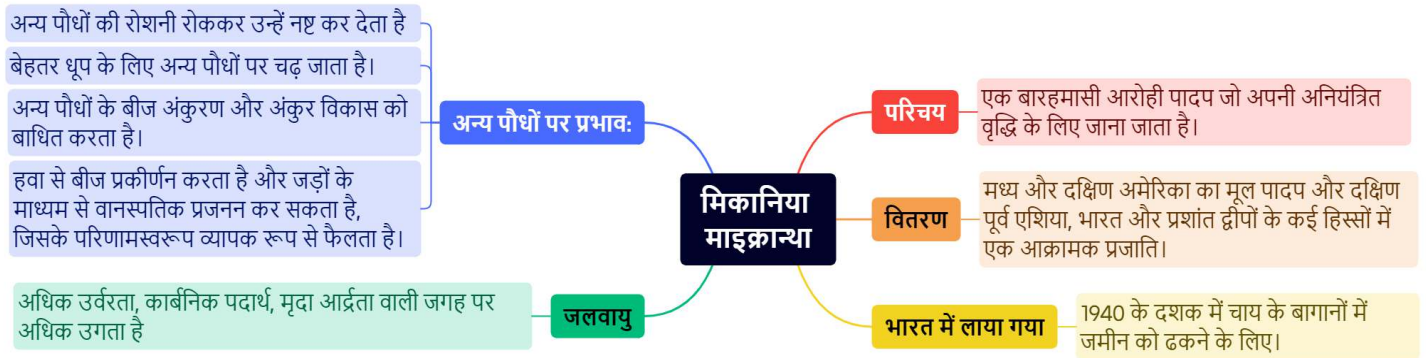 मिकानिया
माइक्रान्था
परिचय
एक बारहमासी आरोही पादप जो अपनी अनियंत्रित
वृद्धि के लिए जाना जाता है।
वितरण
मध्य और दक्षिण अमेरिका का मूल पादप और दक्षिण
पूर्व एशिया, भारत और प्रशांत द्वीपों के कई हिस्सों में
एक आक्रामक प्रजाति।
भारत में लाया गया
1940 के दशक में चाय के बागानों में
जमीन को ढकने के लिए।
अन्य पौधों पर प्रभाव:
अन्य पौधों की रोशनी रोककर उन्हें नष्ट कर देता है
बेहतर धूप के लिए अन्य पौधों पर चढ़ जाता है।
अन्य पौधों के बीज अंकुरण और अंकुर विकास को
बाधित करता है।
हवा से बीज प्रकीर्णन करता है और जड़ों के
माध्यम से वानस्पतिक प्रजनन कर सकता है,
जिसके परिणामस्वरूप व्यापक रूप से फैलता है।
जलवायु
अधिक उर्वरता, कार्बनिक पदार्थ, मृदा आर्द्रता वाली जगह पर
अधिक उगता है